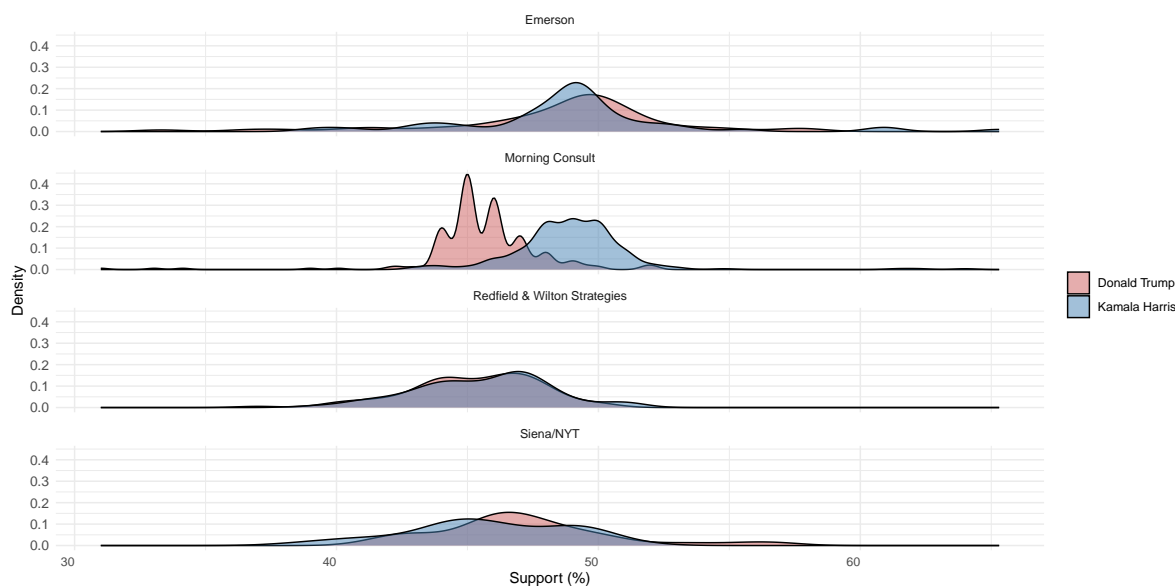 Emerson
0.4
0.3
0.2
0.1
0.0
Morning Consult
0.4
0.3
0.2
0.1
0.0
Density
Redfield & Wilton Strategies
0.4
0.3
0.2
0.1
0.0
Siena/NYT
0.4
0.3
0.2
0.1
0.0
30 40 50 60
Support (%)
Donald Trump
Kamala Harris